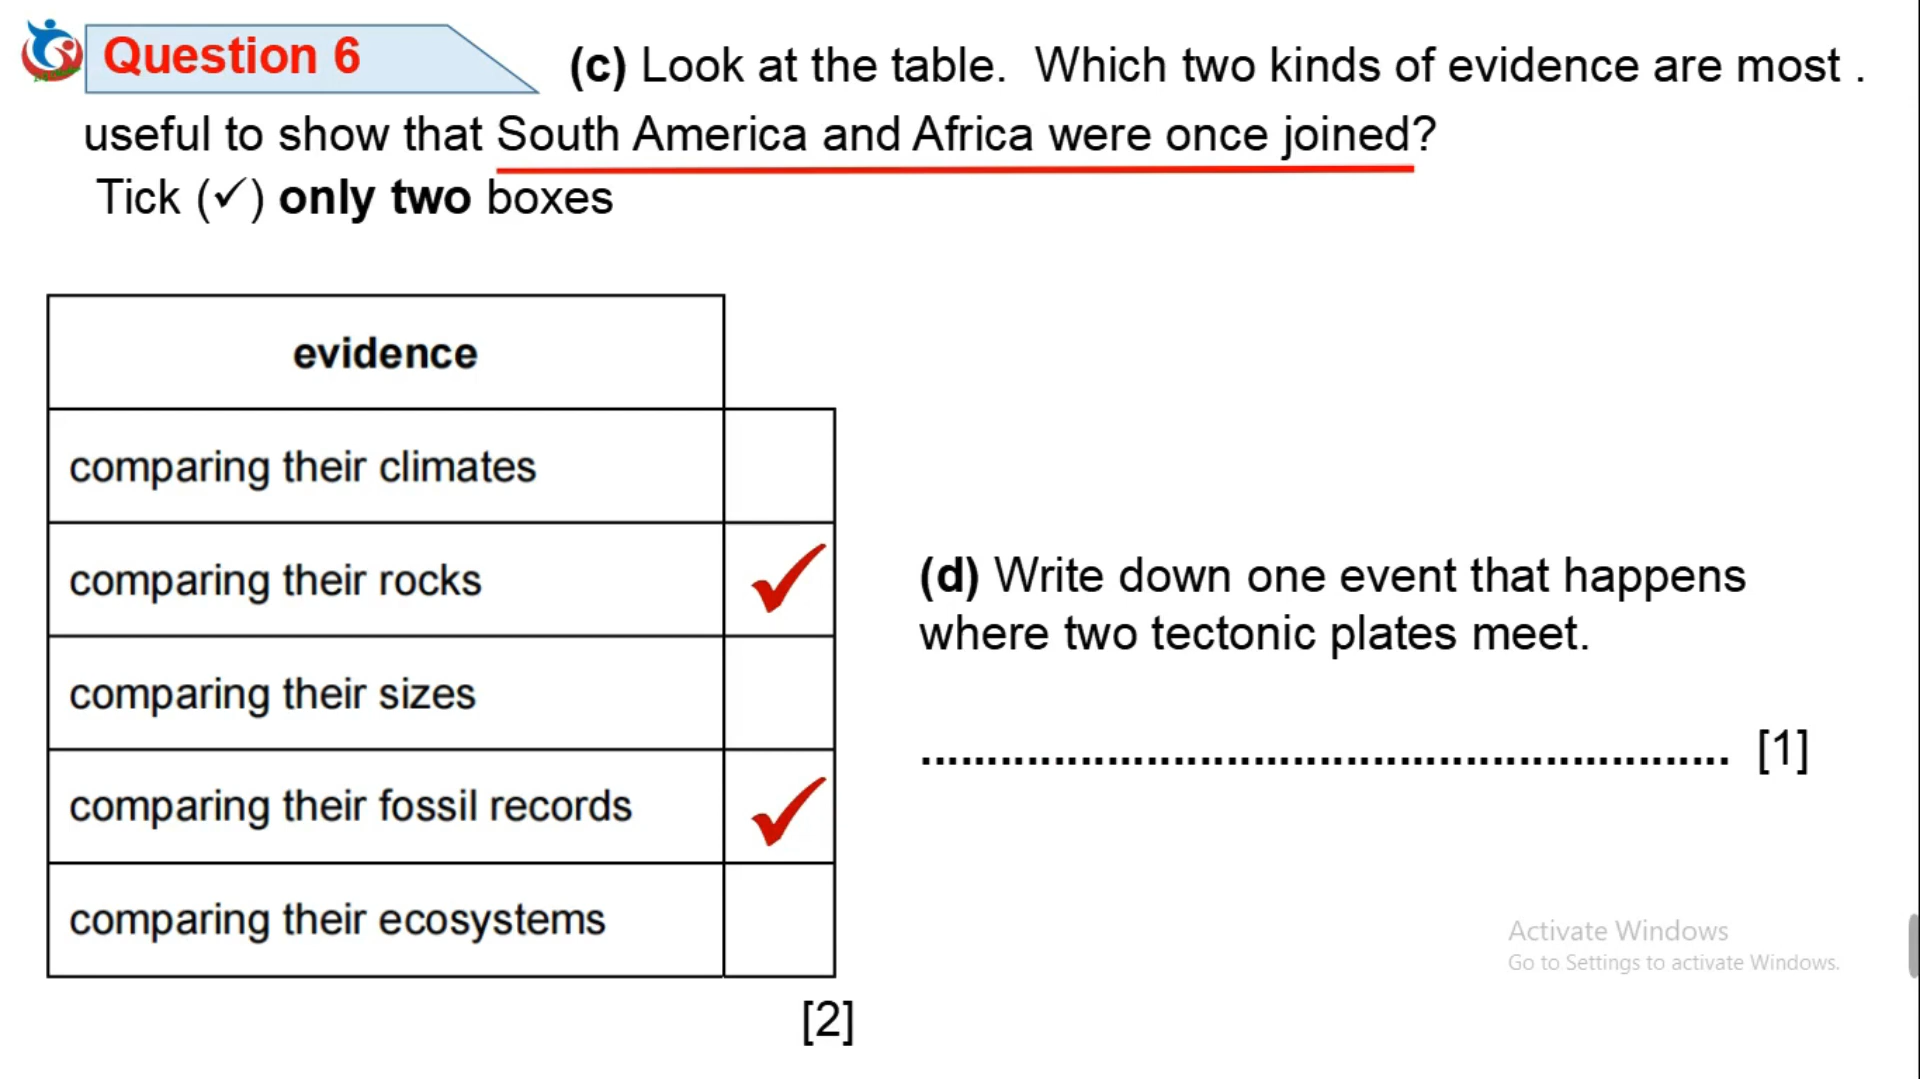 Question 6
(c) Look at the table. Which two kinds of evidence are most .
useful to show that South America and Africa were once joined?
Tick (✓) only two boxes
evidence
comparing their climates
comparing their rocks ✓
comparing their sizes
comparing their fossil records ✓
comparing their ecosystems
[2]
(d) Write down one event that happens
where two tectonic plates meet.
............................................................. [1]
Activate Windows
Go to Settings to activate Windows.